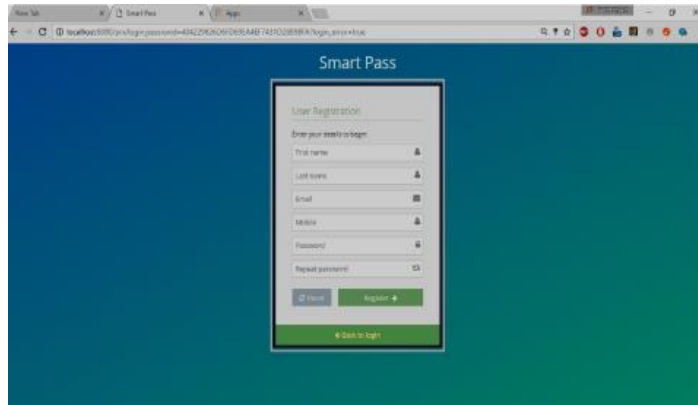 New Tab
Smart Pass
Apps
Smart Pass
User Registration
Enter your details to begin:
First name
Last name
Email
Mobile
Password
Repeat password
Reset
Register
Back to login